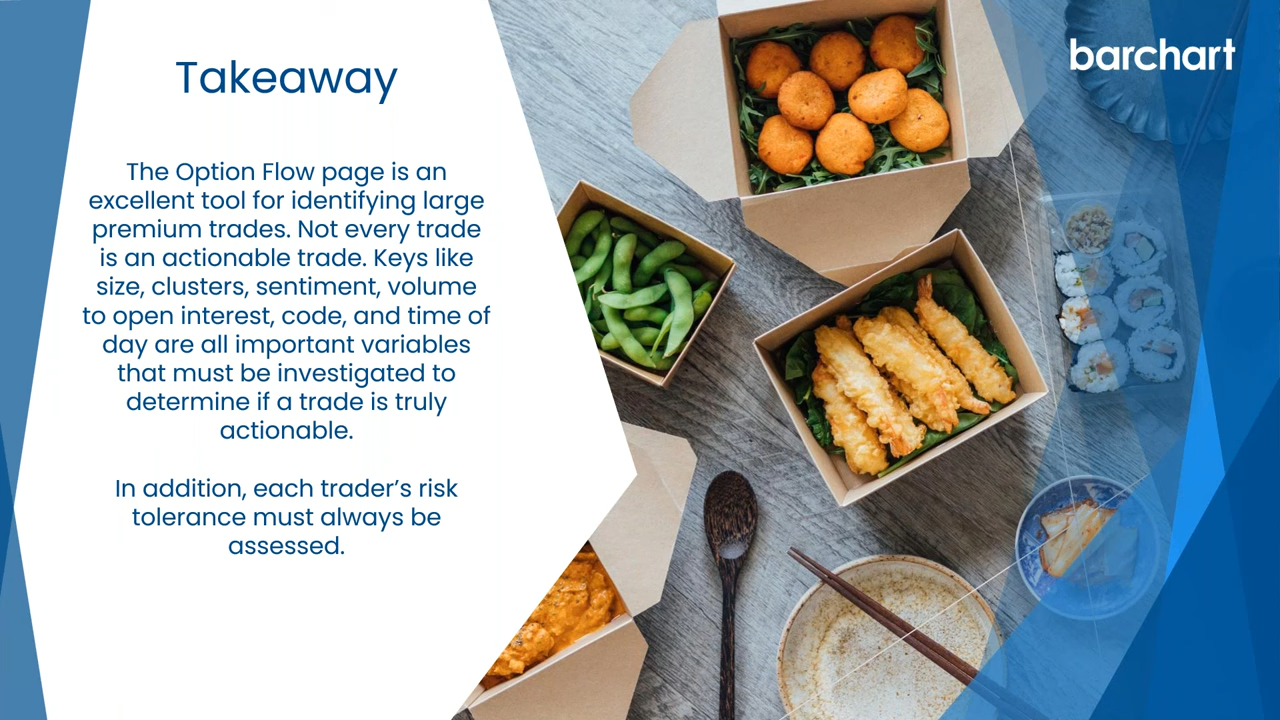 Takeaway
barchart
The Option Flow page is an
excellent tool for identifying large
premium trades. Not every trade
is an actionable trade. Keys like
size, clusters, sentiment, volume
to open interest, code, and time of
day are all important variables
that must be investigated to
determine if a trade is truly
actionable.
In addition, each trader’s risk
tolerance must always be
assessed.